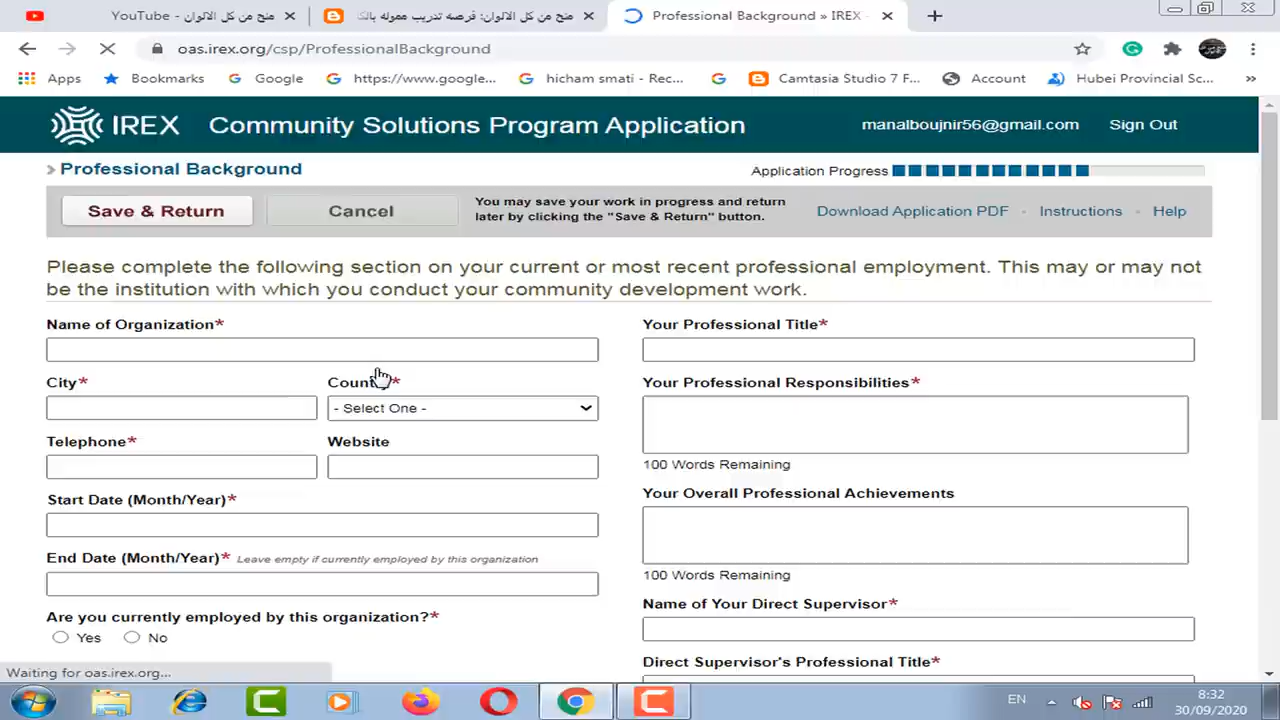 YouTube - منح من كل الالوان
منح من كل الالوان: فرصه تدريب مموله بالك
Professional Background » IREX -
oas.irex.org/csp/ProfessionalBackground
Apps Bookmarks Google https://www.google... hicham smati - Rec... Camtasia Studio 7 F... Account Hubei Provincial Sc... »
IREX Community Solutions Program Application manalboujnir56@gmail.com Sign Out
Professional Background Application Progress
Save & Return Cancel
You may save your work in progress and return
later by clicking the "Save & Return" button.
Download Application PDF - Instructions - Help
Please complete the following section on your current or most recent professional employment. This may or may not
be the institution with which you conduct your community development work.
Name of Organization*
Your Professional Title*
City*
- Select One -
Your Professional Responsibilities*
100 Words Remaining
Telephone*
Website
Start Date (Month/Year)*
Your Overall Professional Achievements
100 Words Remaining
End Date (Month/Year)* Leave empty if currently employed by this organization
Name of Your Direct Supervisor*
Are you currently employed by this organization?*
Yes No
Direct Supervisor's Professional Title*
Waiting for oas.irex.org...
EN
8:32
30/09/2020